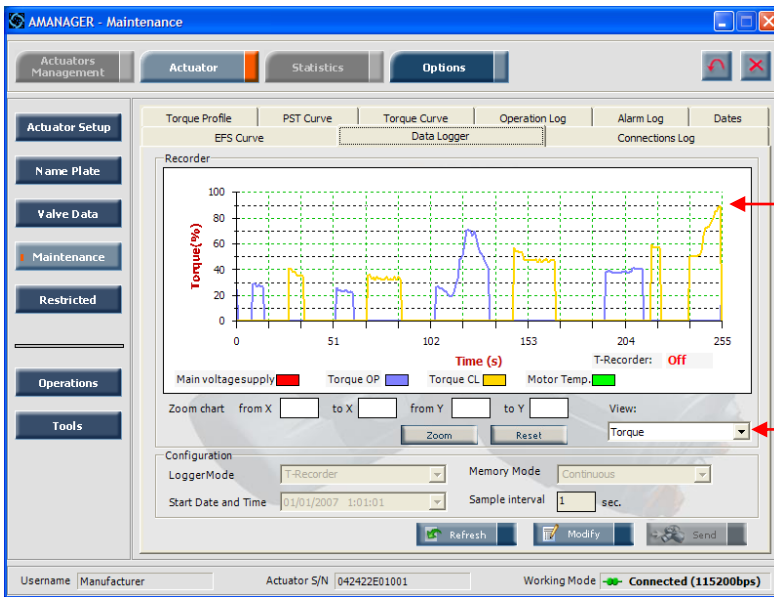 AMANAGER - Maintenance
Actuators Management
Actuator
Statistics
Options
Actuator Setup
Name Plate
Valve Data
Maintenance
Restricted
Operations
Tools
Torque Profile PST Curve Torque Curve Operation Log Alarm Log Dates
EFS Curve Data Logger Connections Log
Recorder
Torque(%)
100
80
60
40
20
0
0 51 102 153 204 255
Time (s)
T-Recorder: Off
Main voltage supply Torque OP Torque CL Motor Temp.
Zoom chart from X to X from Y to Y View:
Zoom Reset Torque
Configuration
LoggerMode T-Recorder Memory Mode Continuous
Start Date and Time 01/01/2007 1:01:01 Sample interval 1 sec.
Refresh Modify Send
Username Manufacturer Actuator S/N 042422E01001 Working Mode Connected (115200bps)